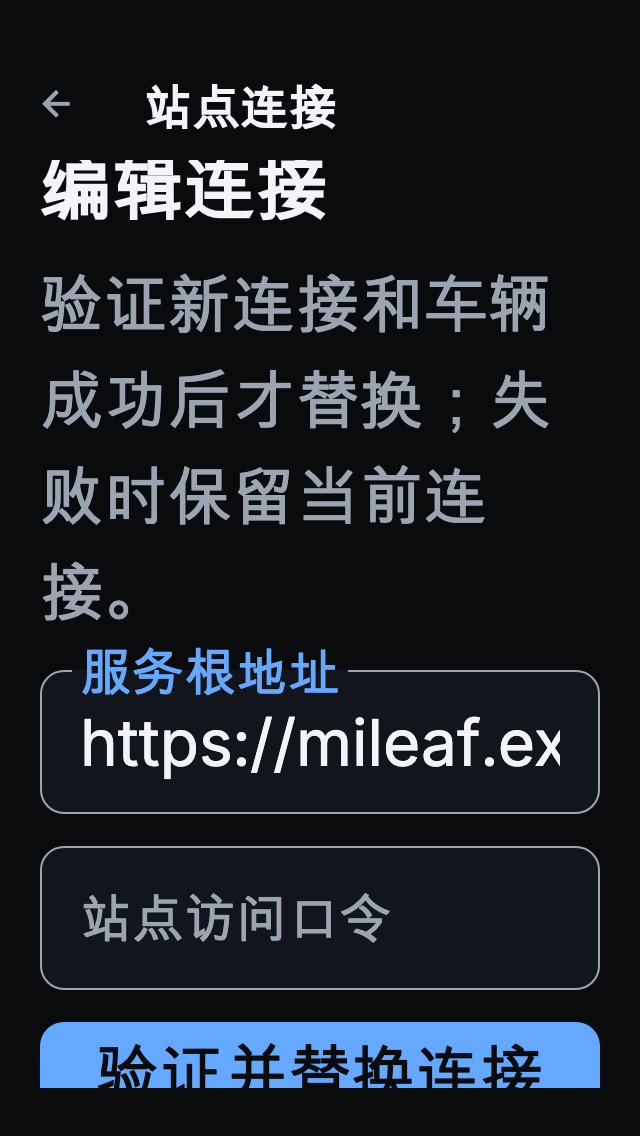 站点连接
编辑连接
验证新连接和车辆
成功后才替换；失
败时保留当前连
接。
服务根地址
https://mileaf.ex
站点访问口令
验证并替换连接